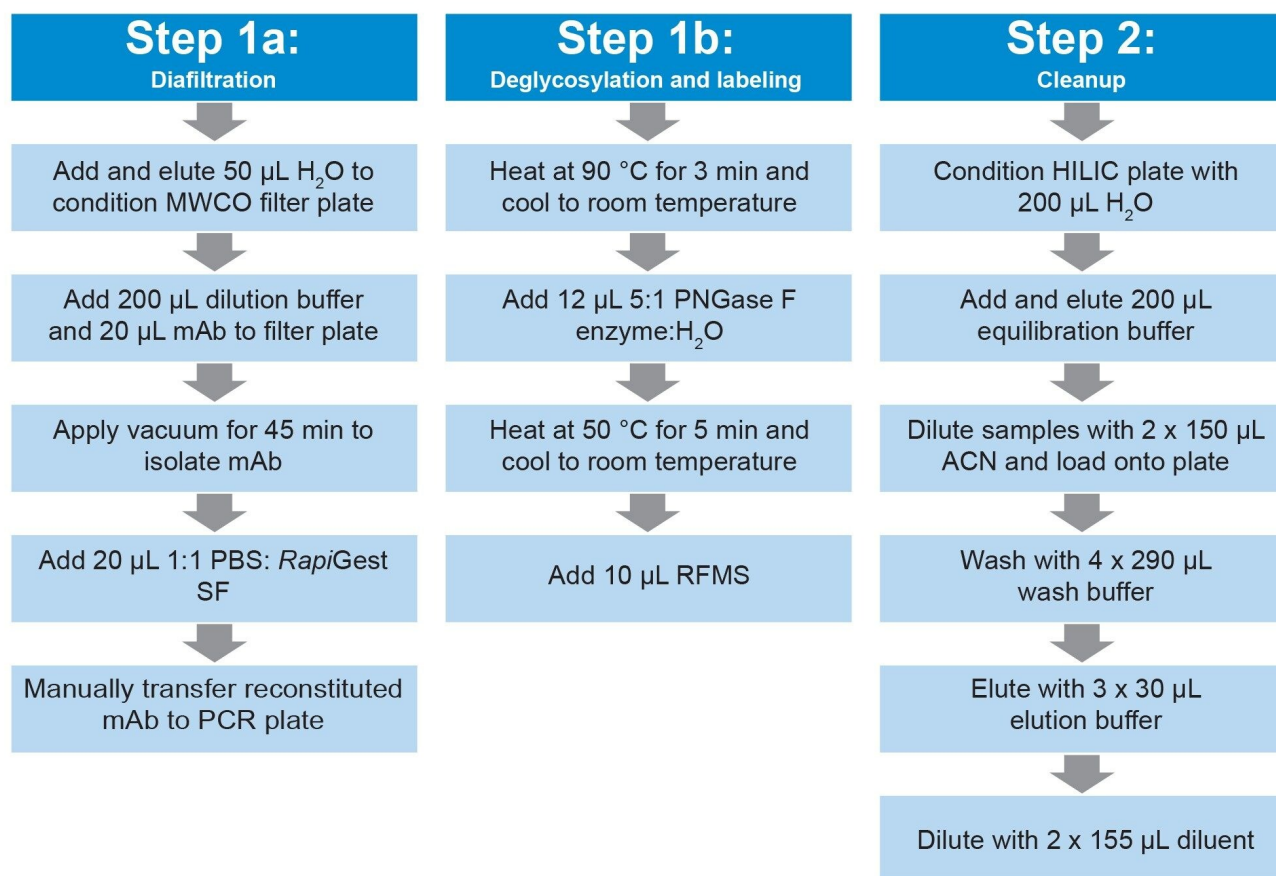 Step 1a:
Diafiltration
Add and elute 50 µL H₂O to
condition MWCO filter plate
Add 200 µL dilution buffer
and 20 µL mAb to filter plate
Apply vacuum for 45 min to
isolate mAb
Add 20 µL 1:1 PBS: RapiGest
SF
Manually transfer reconstituted
mAb to PCR plate
Step 1b:
Deglycosylation and labeling
Heat at 90 °C for 3 min and
cool to room temperature
Add 12 µL 5:1 PNGase F
enzyme:H₂O
Heat at 50 °C for 5 min and
cool to room temperature
Add 10 µL RFMS
Step 2:
Cleanup
Condition HILIC plate with
200 µL H₂O
Add and elute 200 µL
equilibration buffer
Dilute samples with 2 x 150 µL
ACN and load onto plate
Wash with 4 x 290 µL
wash buffer
Elute with 3 x 30 µL
elution buffer
Dilute with 2 x 155 µL diluent